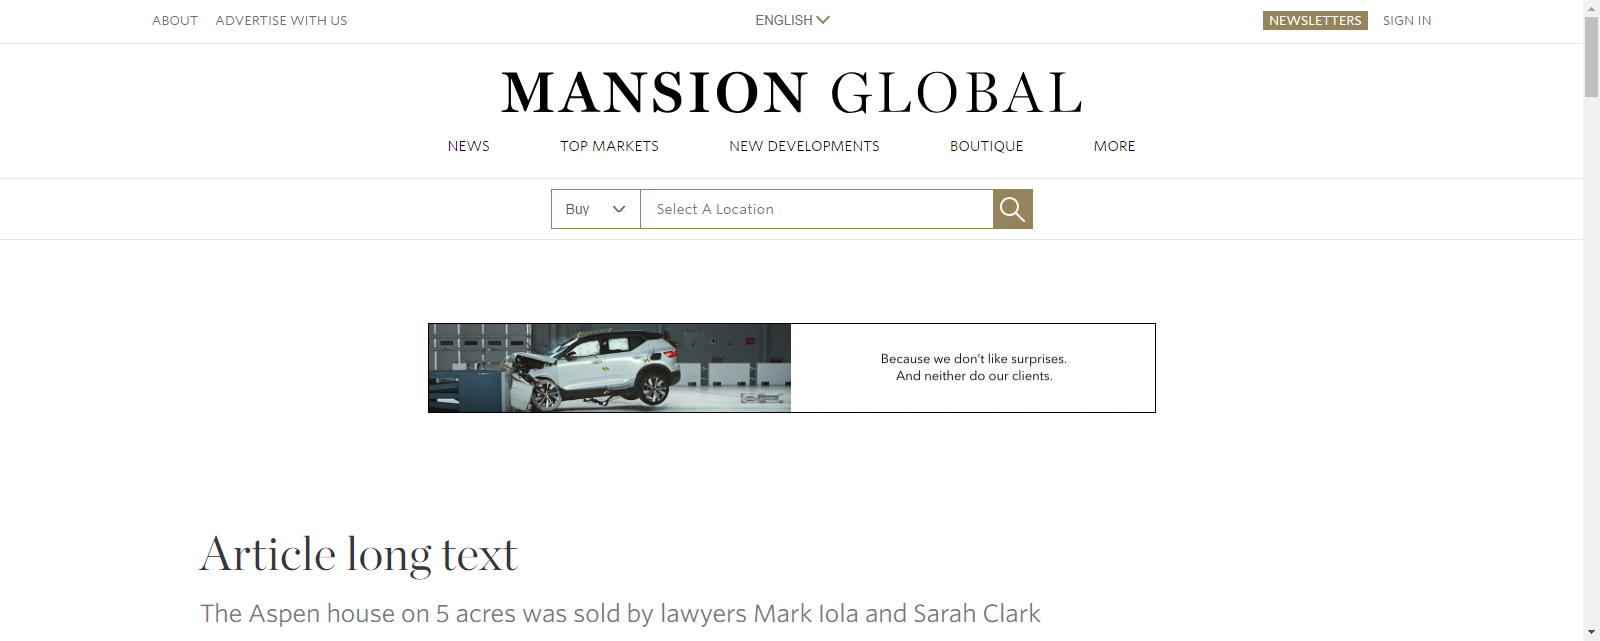 ABOUT ADVERTISE WITH US ENGLISH NEWSLETTERS SIGN IN
MANSION GLOBAL
NEWS TOP MARKETS NEW DEVELOPMENTS BOUTIQUE MORE
Buy Select A Location
Because we don't like surprises.
And neither do our clients.
Article long text
The Aspen house on 5 acres was sold by lawyers Mark Iola and Sarah Clark